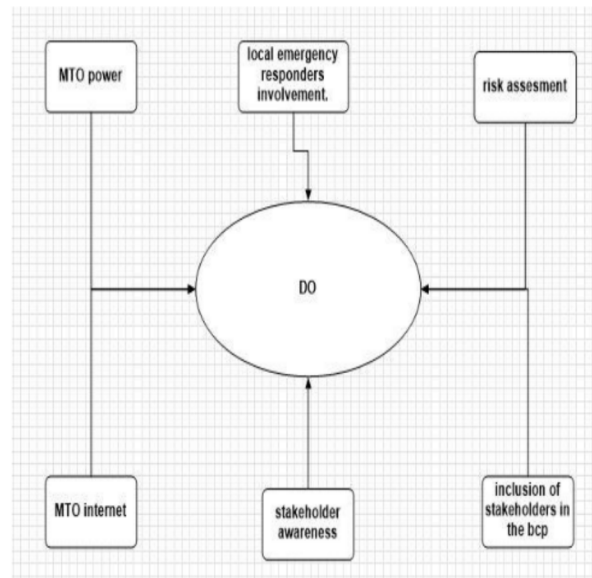 MTO power
local emergency
responders
involvement.
risk assesment
DO
MTO internet
stakeholder
awareness
inclusion of
stakeholders in
the bcp